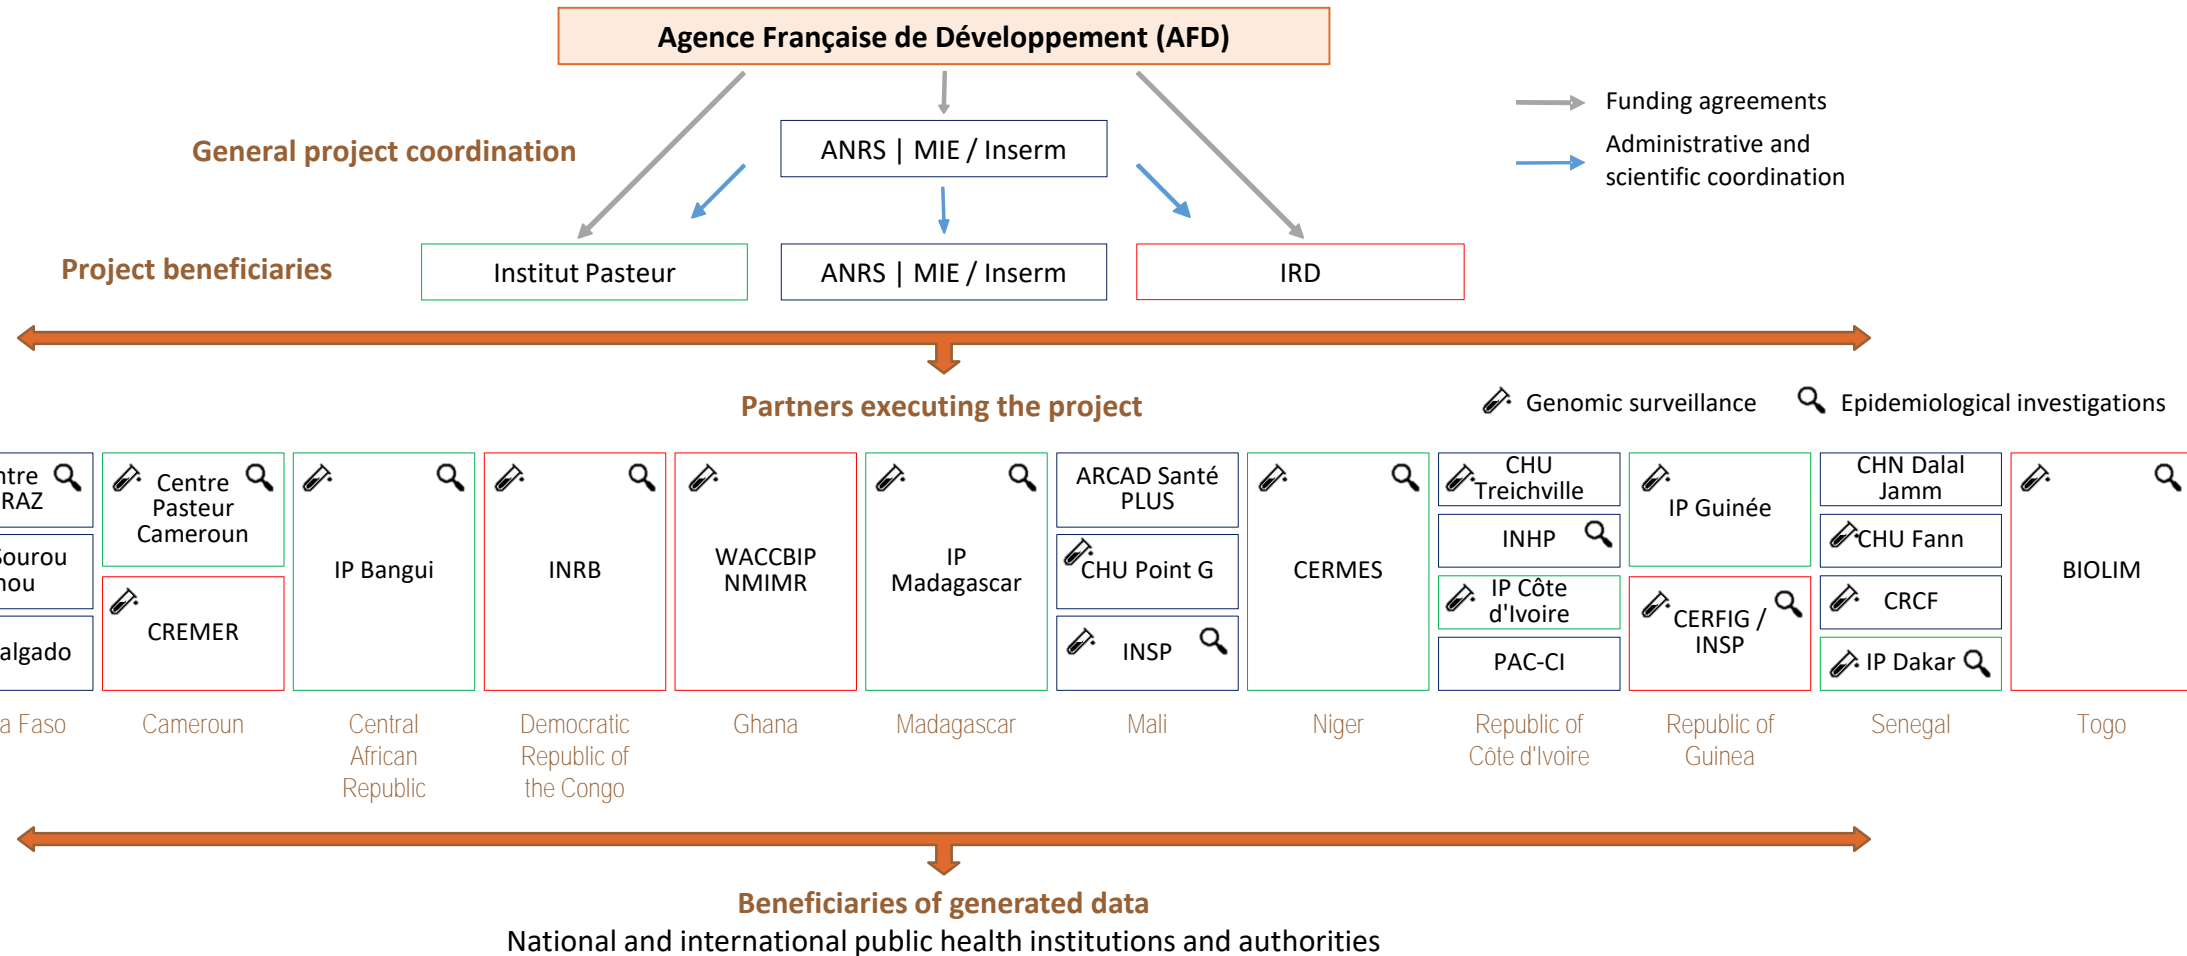 Agence Française de Développement (AFD)
Funding agreements
Administrative and
scientific coordination
General project coordination
ANRS | MIE / Inserm
Project beneficiaries
Institut Pasteur
ANRS | MIE / Inserm
IRD
Partners executing the project
Genomic surveillance
Epidemiological investigations
RAZ
Centre
Pasteur
Cameroun
CREMER
IP Bangui
INRB
WACCBIP
NMIMR
IP
Madagascar
ARCAD Santé
PLUS
CHU Point G
INSP
CERMES
CHU
Treichville
INHP
IP Côte
d'Ivoire
PAC-CI
IP Guinée
CERFIG /
INSP
CHN Dalal
Jamm
CHU Fann
CRCF
IP Dakar
BIOLIM
Faso
Cameroun
Central
African
Republic
Democratic
Republic of
the Congo
Ghana
Madagascar
Mali
Niger
Republic of
Côte d'Ivoire
Republic of
Guinea
Senegal
Togo
Beneficiaries of generated data
National and international public health institutions and authorities